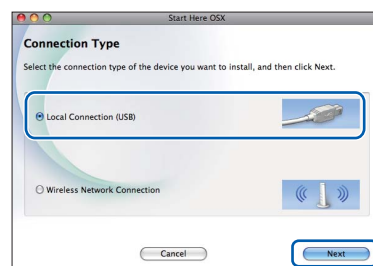 Start Here OSX
Connection Type
Select the connection type of the device you want to install, and then click Next.
Local Connection (USB)
Wireless Network Connection
Cancel
Next